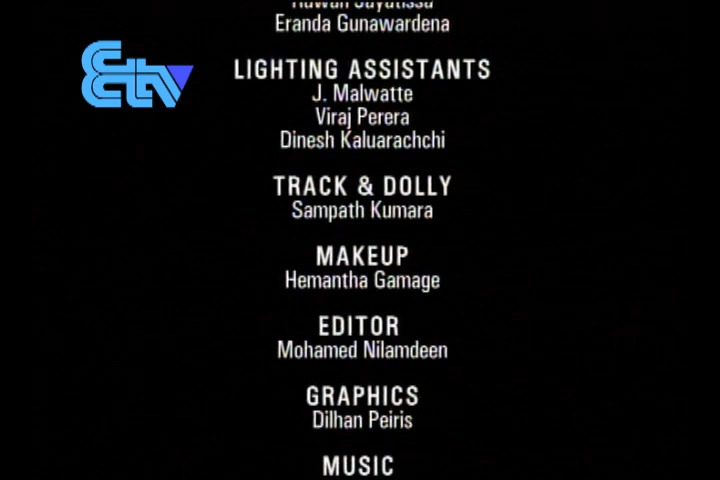 Eranda Gunawardena
etv
LIGHTING ASSISTANTS
J. Malwatte
Viraj Perera
Dinesh Kaluarachchi
TRACK & DOLLY
Sampath Kumara
MAKEUP
Hemantha Gamage
EDITOR
Mohamed Nilamdeen
GRAPHICS
Dilhan Peiris
MUSIC